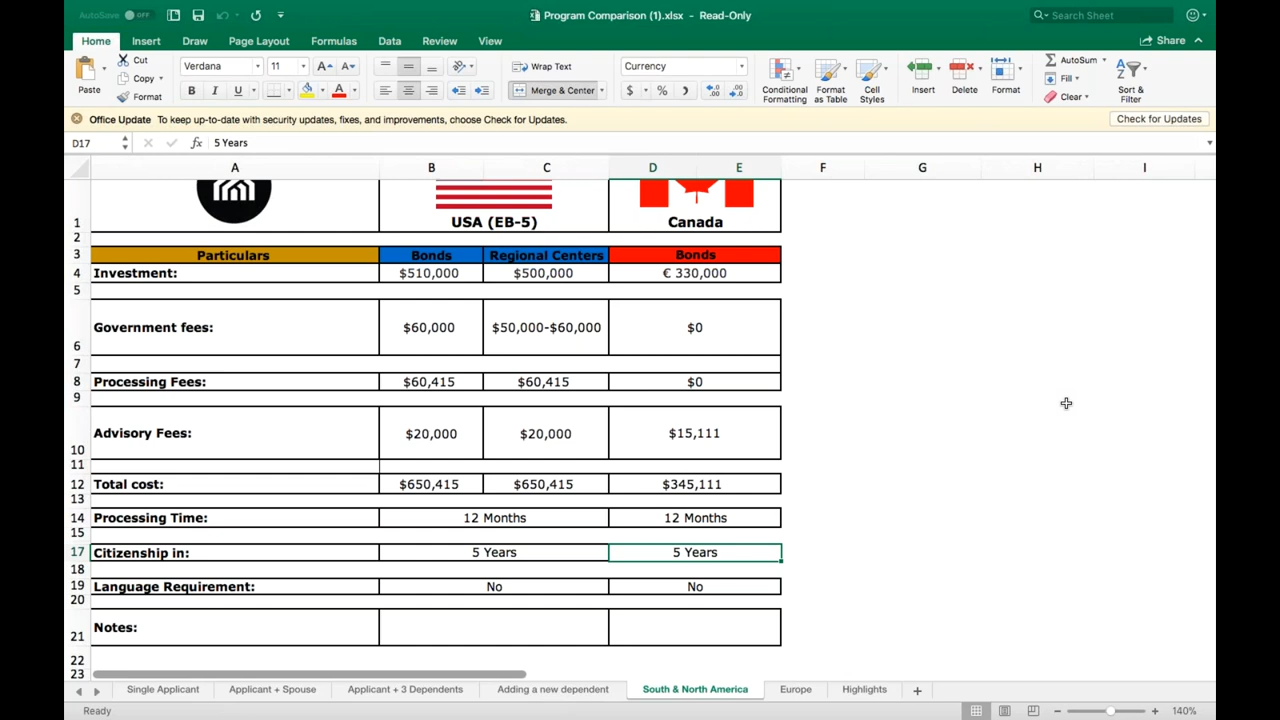 AutoSave OFF
Program Comparison (1).xlsx - Read-Only
Search Sheet
Home Insert Draw Page Layout Formulas Data Review View
Share
Paste
Cut
Copy
Format
Verdana 11
B I U
Wrap Text
Merge & Center
Currency
$ % )
Conditional Formatting
Format as Table
Cell Styles
Insert
Delete
Format
AutoSum
Fill
Clear
Sort & Filter
Office Update To keep up-to-date with security updates, fixes, and improvements, choose Check for Updates.
Check for Updates
D17 fx 5 Years
A B C D E F G H I
1 USA (EB-5) Canada
2
3 Particulars Bonds Regional Centers Bonds
4 Investment: $510,000 $500,000 € 330,000
5
6 Government fees: $60,000 $50,000-$60,000 $0
7
8 Processing Fees: $60,415 $60,415 $0
9
10 Advisory Fees: $20,000 $20,000 $15,111
11
12 Total cost: $650,415 $650,415 $345,111
13
14 Processing Time: 12 Months 12 Months
15
17 Citizenship in: 5 Years 5 Years
18
19 Language Requirement: No No
20
21 Notes:
22
23
Single Applicant Applicant + Spouse Applicant + 3 Dependents Adding a new dependent South & North America Europe Highlights +
Ready
140%